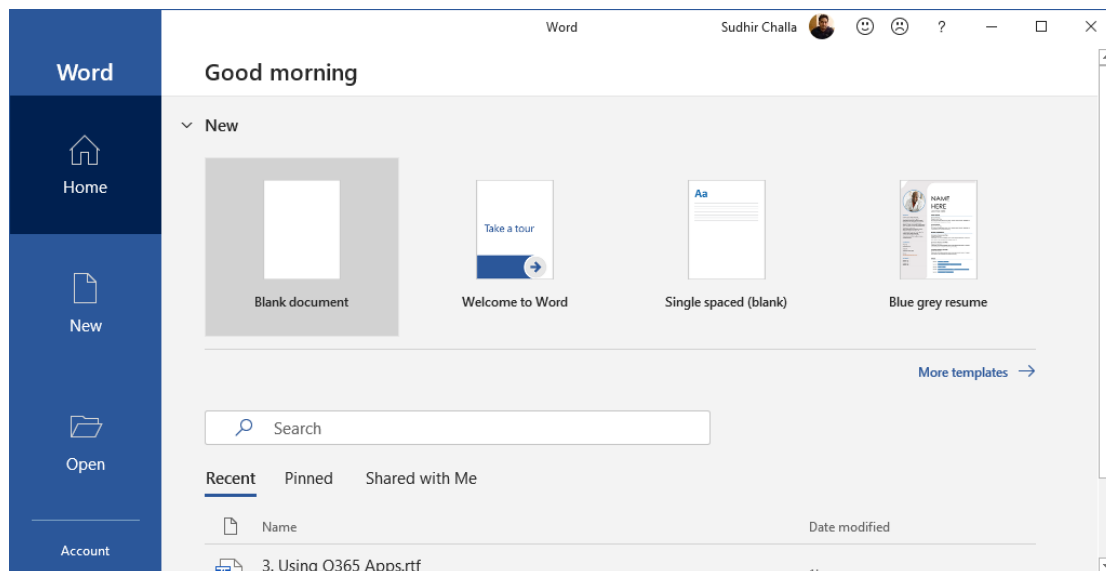 Word
Sudhir Challa
?
Word
Good morning
Home
New
Open
Account
New
Take a tour
Aa
NAME
HERE
Blank document
Welcome to Word
Single spaced (blank)
Blue grey resume
More templates
Search
Recent Pinned Shared with Me
Name Date modified
3. Using O365 Apps.rtf